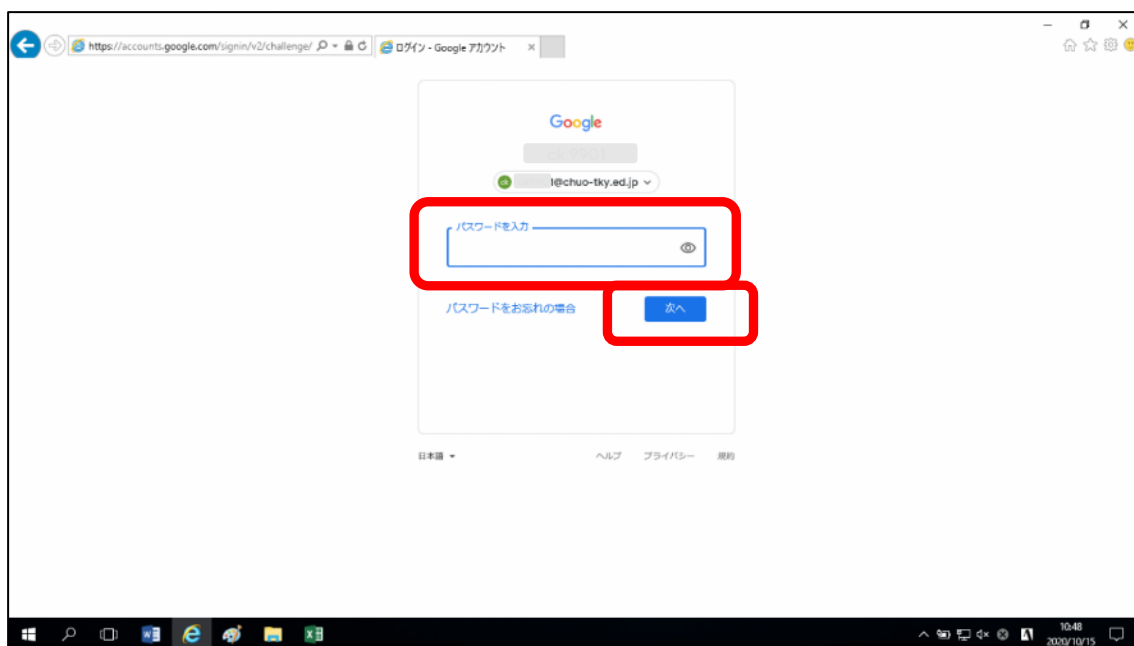 https://accounts.google.com/signin/v2/challenge/
ログイン - Google アカウント
Google
@chuo-tky.ed.jp
パスワードを入力
パスワードをお忘れの場合
次へ
日本語
ヘルプ
プライバシー
規約
10:48
2020/10/15